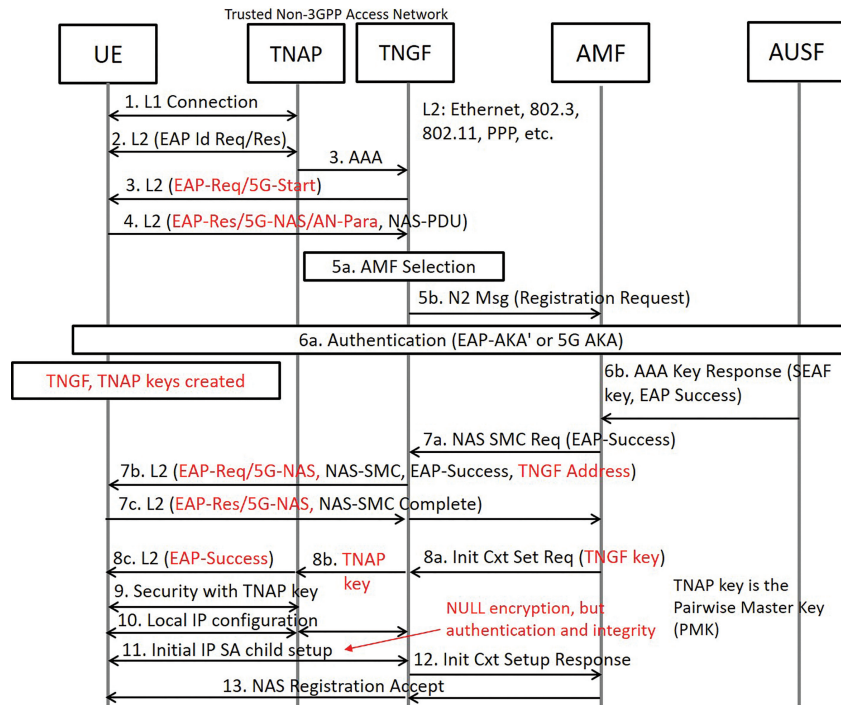 Trusted Non-3GPP Access Network
UE
TNAP
TNGF
AMF
AUSF
1. L1 Connection
L2: Ethernet, 802.3,
802.11, PPP, etc.
2. L2 (EAP Id Req/Res)
3. AAA
3. L2 (EAP-Req/5G-Start)
4. L2 (EAP-Res/5G-NAS/AN-Para, NAS-PDU)
5a. AMF Selection
5b. N2 Msg (Registration Request)
6a. Authentication (EAP-AKA' or 5G AKA)
TNGF, TNAP keys created
6b. AAA Key Response (SEAF
key, EAP Success)
7a. NAS SMC Req (EAP-Success)
7b. L2 (EAP-Req/5G-NAS, NAS-SMC, EAP-Success, TNGF Address)
7c. L2 (EAP-Res/5G-NAS, NAS-SMC Complete)
8c. L2 (EAP-Success)
8b. TNAP
key
8a. Init Cxt Set Req (TNGF key)
9. Security with TNAP key
TNAP key is the
Pairwise Master Key
(PMK)
NULL encryption, but
authentication and integrity
10. Local IP configuration
11. Initial IP SA child setup
12. Init Cxt Setup Response
13. NAS Registration Accept